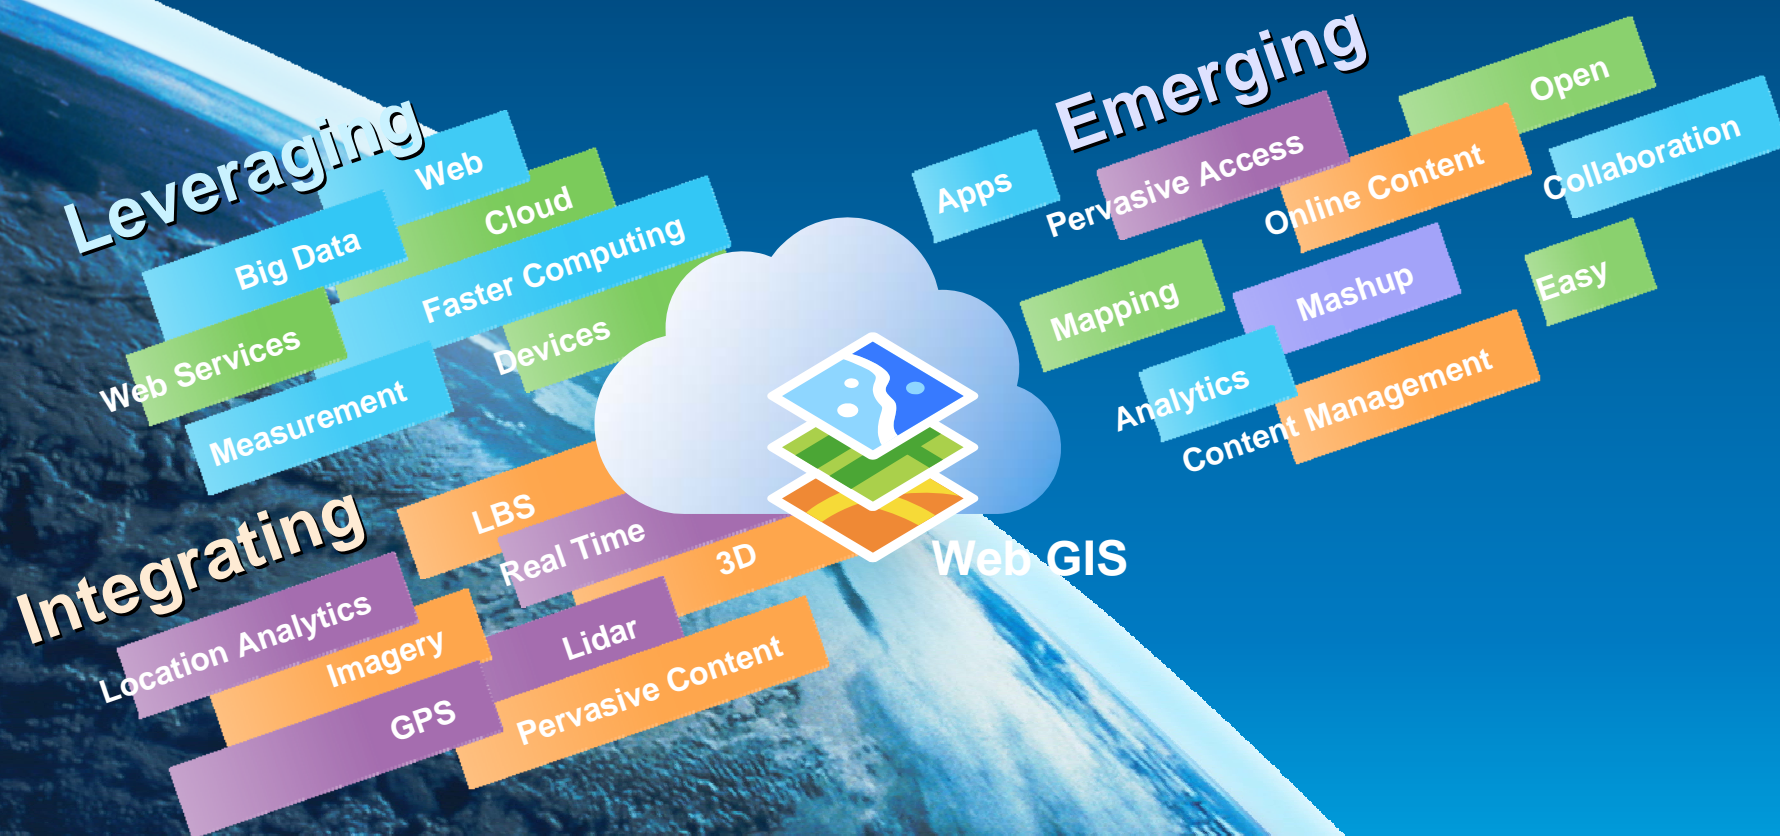 Leveraging
Web
Cloud
Big Data
Faster Computing
Web Services
Devices
Measurement
Integrating
LBS
Real Time
3D
Location Analytics
Imagery
Lidar
GPS
Pervasive Content
Web GIS
Emerging
Open
Apps
Pervasive Access
Online Content
Collaboration
Mapping
Mashup
Easy
Analytics
Content Management